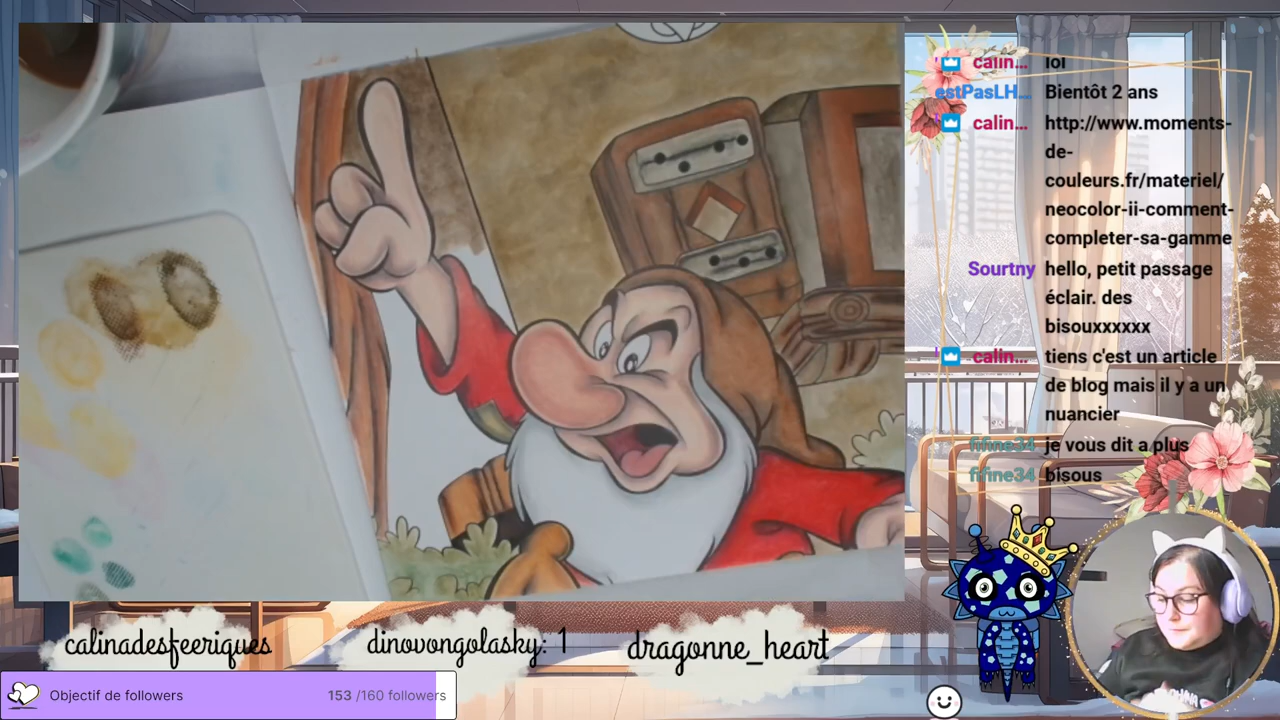 calin... lol
estPasLH... Bientôt 2 ans
calin... http://www.moments-
de-
couleurs.fr/materiel/
neocolor-ii-comment-
completer-sa-gamme
Sourtny hello, petit passage
éclair. des
bisouxxxxxx
calin... tiens c'est un article
de blog mais il y a un
nuancier
fifine34 je vous dit a plus
fifine34 bisous
calinadesfeeriques
dinovongolasky: 1
dragonne_heart
Objectif de followers 153 /160 followers